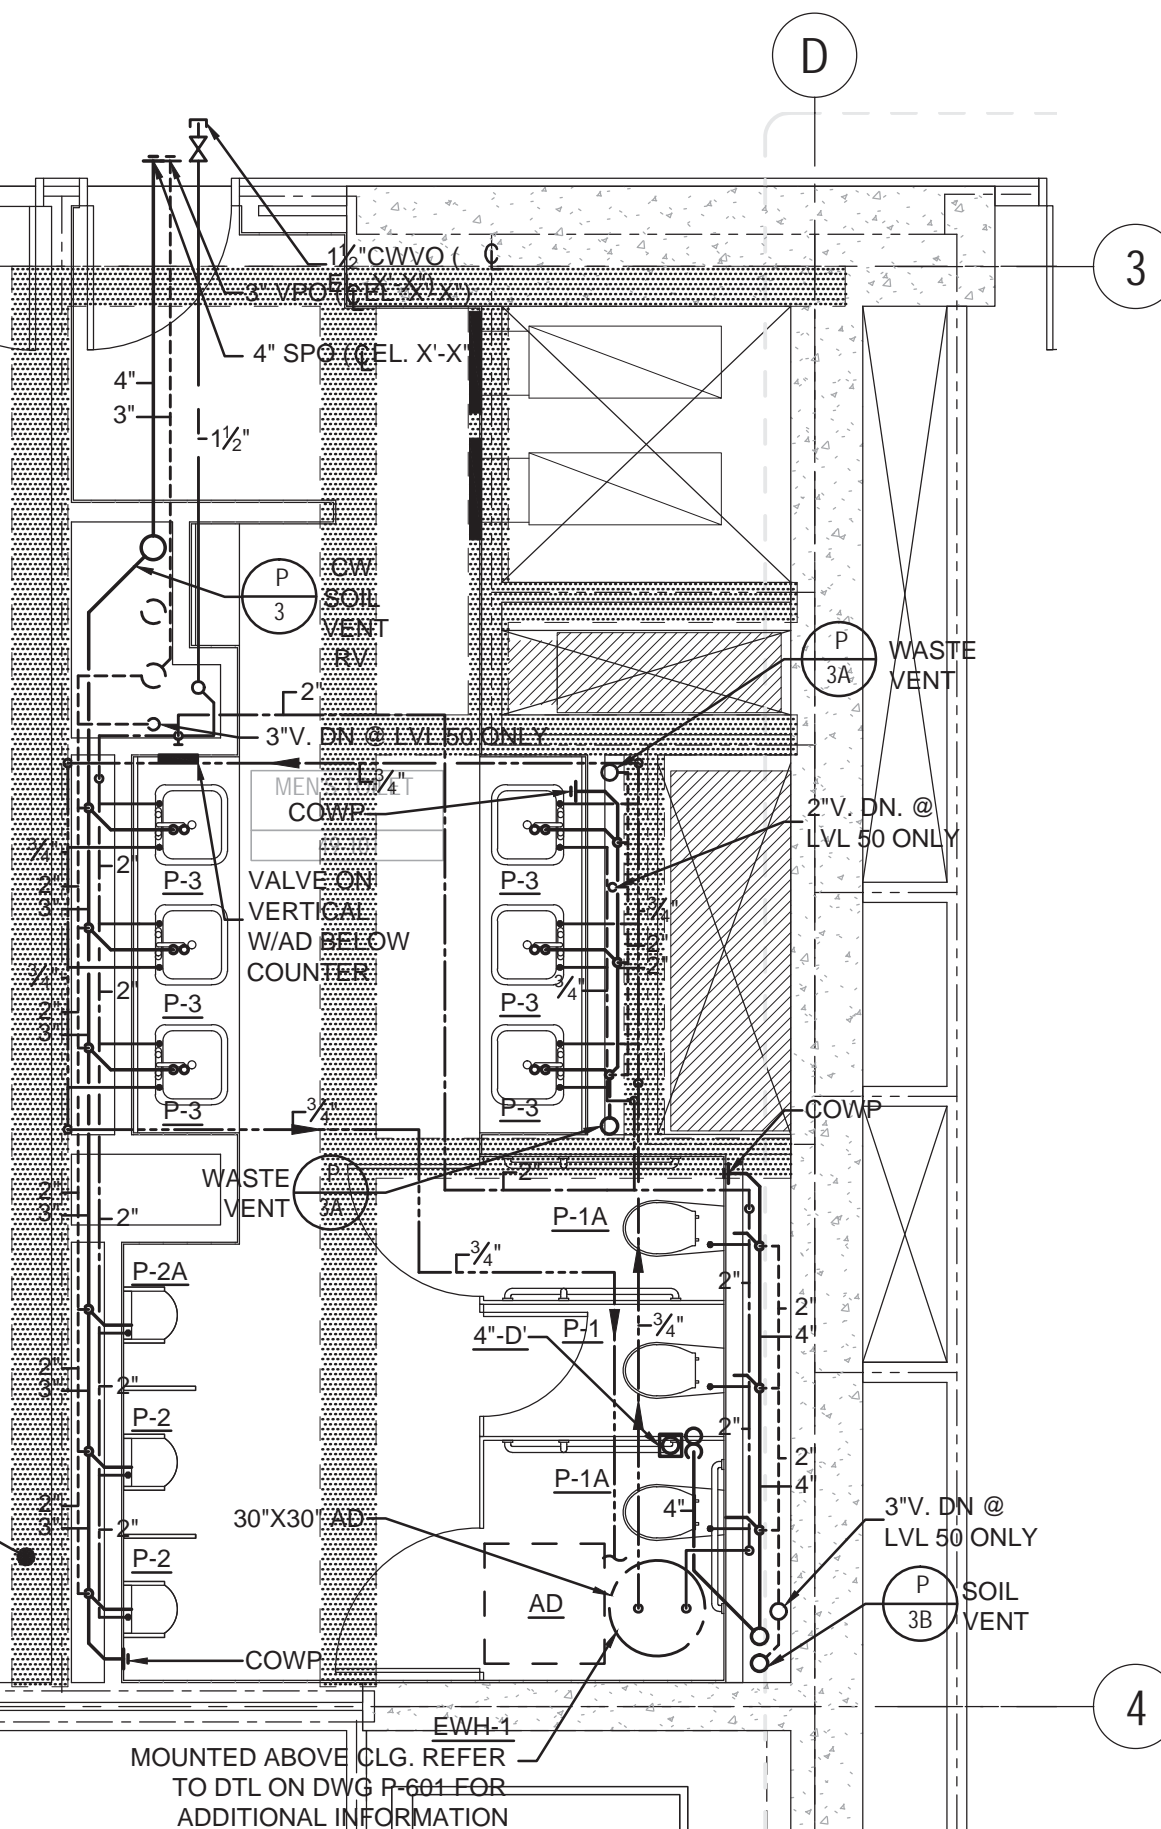 D
3
1½"CWVO (℄
EL. X'-X")
3" VPO (℄ EL. X'-X")
4" SPO (℄ EL. X'-X"
4"
3"
1½"
P
3
CW
SOIL
VENT
RV
P
3A
WASTE
VENT
2"
3"V. DN @ LVL 50 ONLY
MEN'S TOILET
¾"
COWP
2"V. DN. @
LVL 50 ONLY
¾"
2"
2"
3"
P-3
P-3
VALVE ON
VERTICAL
W/AD BELOW
COUNTER
¾"
2"
2"
¾"
¾"
2"
2"
3"
P-3
P-3
P-3
P-3
¾"
COWP
WASTE
VENT
P
3A
2"
2"
3"
2"
P-1A
¾"
P-2A
2"
2"
4"
4"-D'
P-1
¾"
2"
3"
2"
P-2
2"
2"
4"
P-1A
4"
2"
3"
2"
30"X30" AD
3"V. DN @
LVL 50 ONLY
P-2
AD
P
3B
SOIL
VENT
COWP
4
EWH-1
MOUNTED ABOVE CLG. REFER
TO DTL ON DWG P-601 FOR
ADDITIONAL INFORMATION